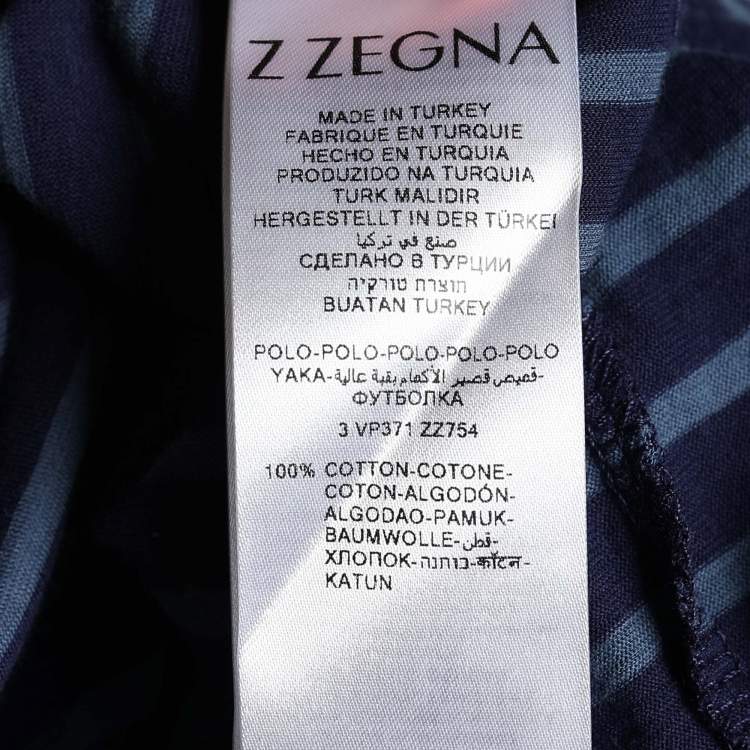 Z ZEGNA
MADE IN TURKEY
FABRIQUE EN TURQUIE
HECHO EN TURQUIA
PRODUZIDO NA TURQUIA
TURK MALIDIR
HERGESTELLT IN DER TÜRKEI
صنع في تركيا
СДЕЛАНО В ТУРЦИИ
תוצרת טורקיה
BUATAN TURKEY
POLO-POLO-POLO-POLO-POLO
YAKA-قميص قصير الأكمام بقبة عالية-
ФУТБОЛКА
3 VP371 ZZ754
100% COTTON-COTONE-
COTON-ALGODÓN-
ALGODAO-PAMUK-
BAUMWOLLE-قطن-
ХЛОПОК-כותנה-कॉटन-
KATUN